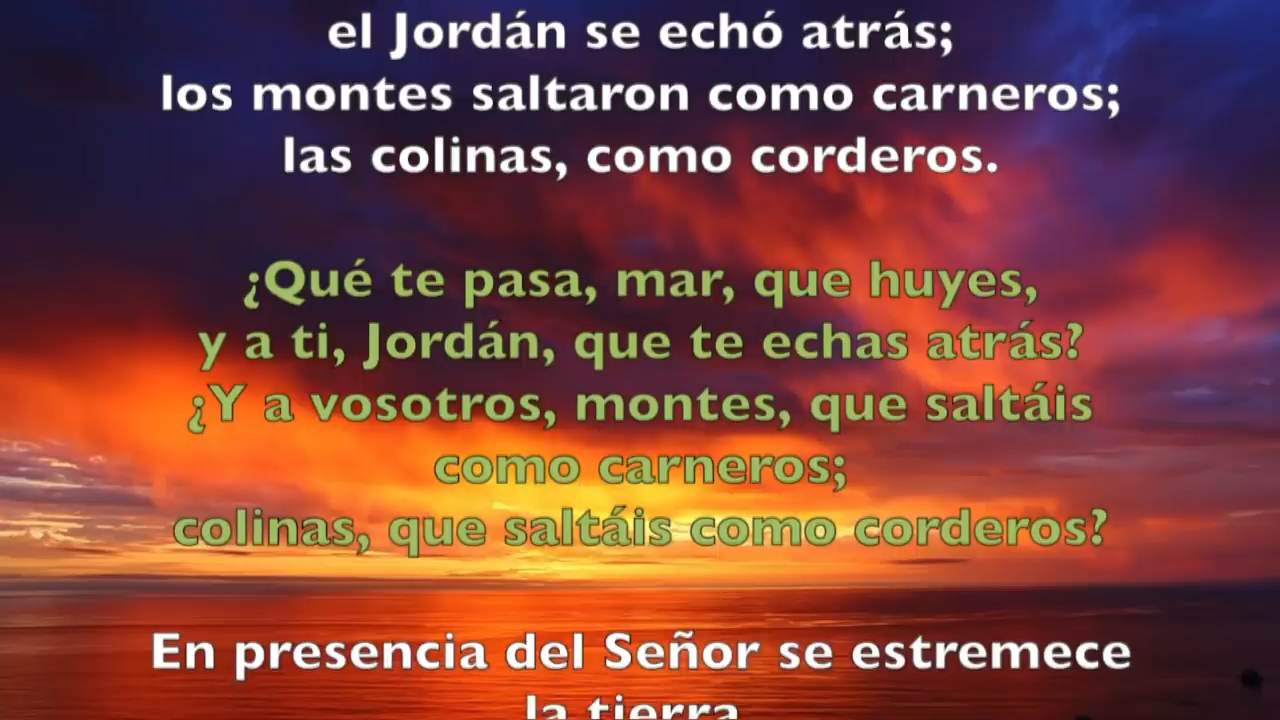 el Jordán se echó atrás;
los montes saltaron como carneros;
las colinas, como corderos.
¿Qué te pasa, mar, que huyes,
y a ti, Jordán, que te echas atrás?
¿Y a vosotros, montes, que saltáis
como carneros;
colinas, que saltáis como corderos?
En presencia del Señor se estremece
la tierra